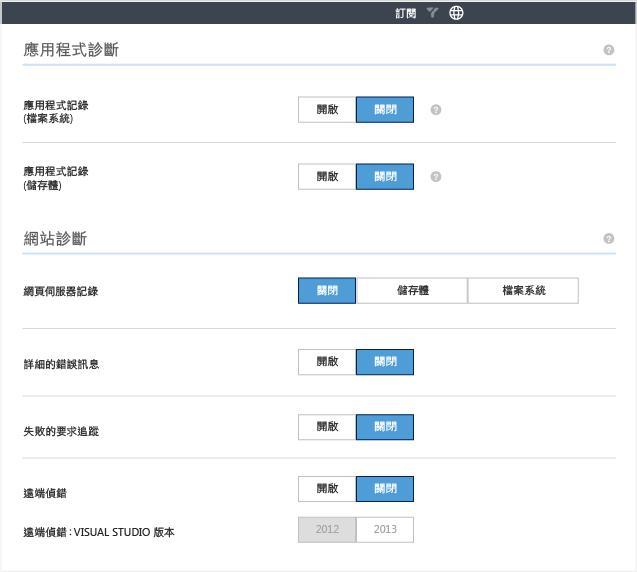 訂閱
應用程式診斷
應用程式記錄
(檔案系統)
開啟 關閉
應用程式記錄
(儲存體)
開啟 關閉
網站診斷
網頁伺服器記錄
關閉 儲存體 檔案系統
詳細的錯誤訊息
開啟 關閉
失敗的要求追蹤
開啟 關閉
遠端偵錯
開啟 關閉
遠端偵錯 : VISUAL STUDIO 版本
2012 2013